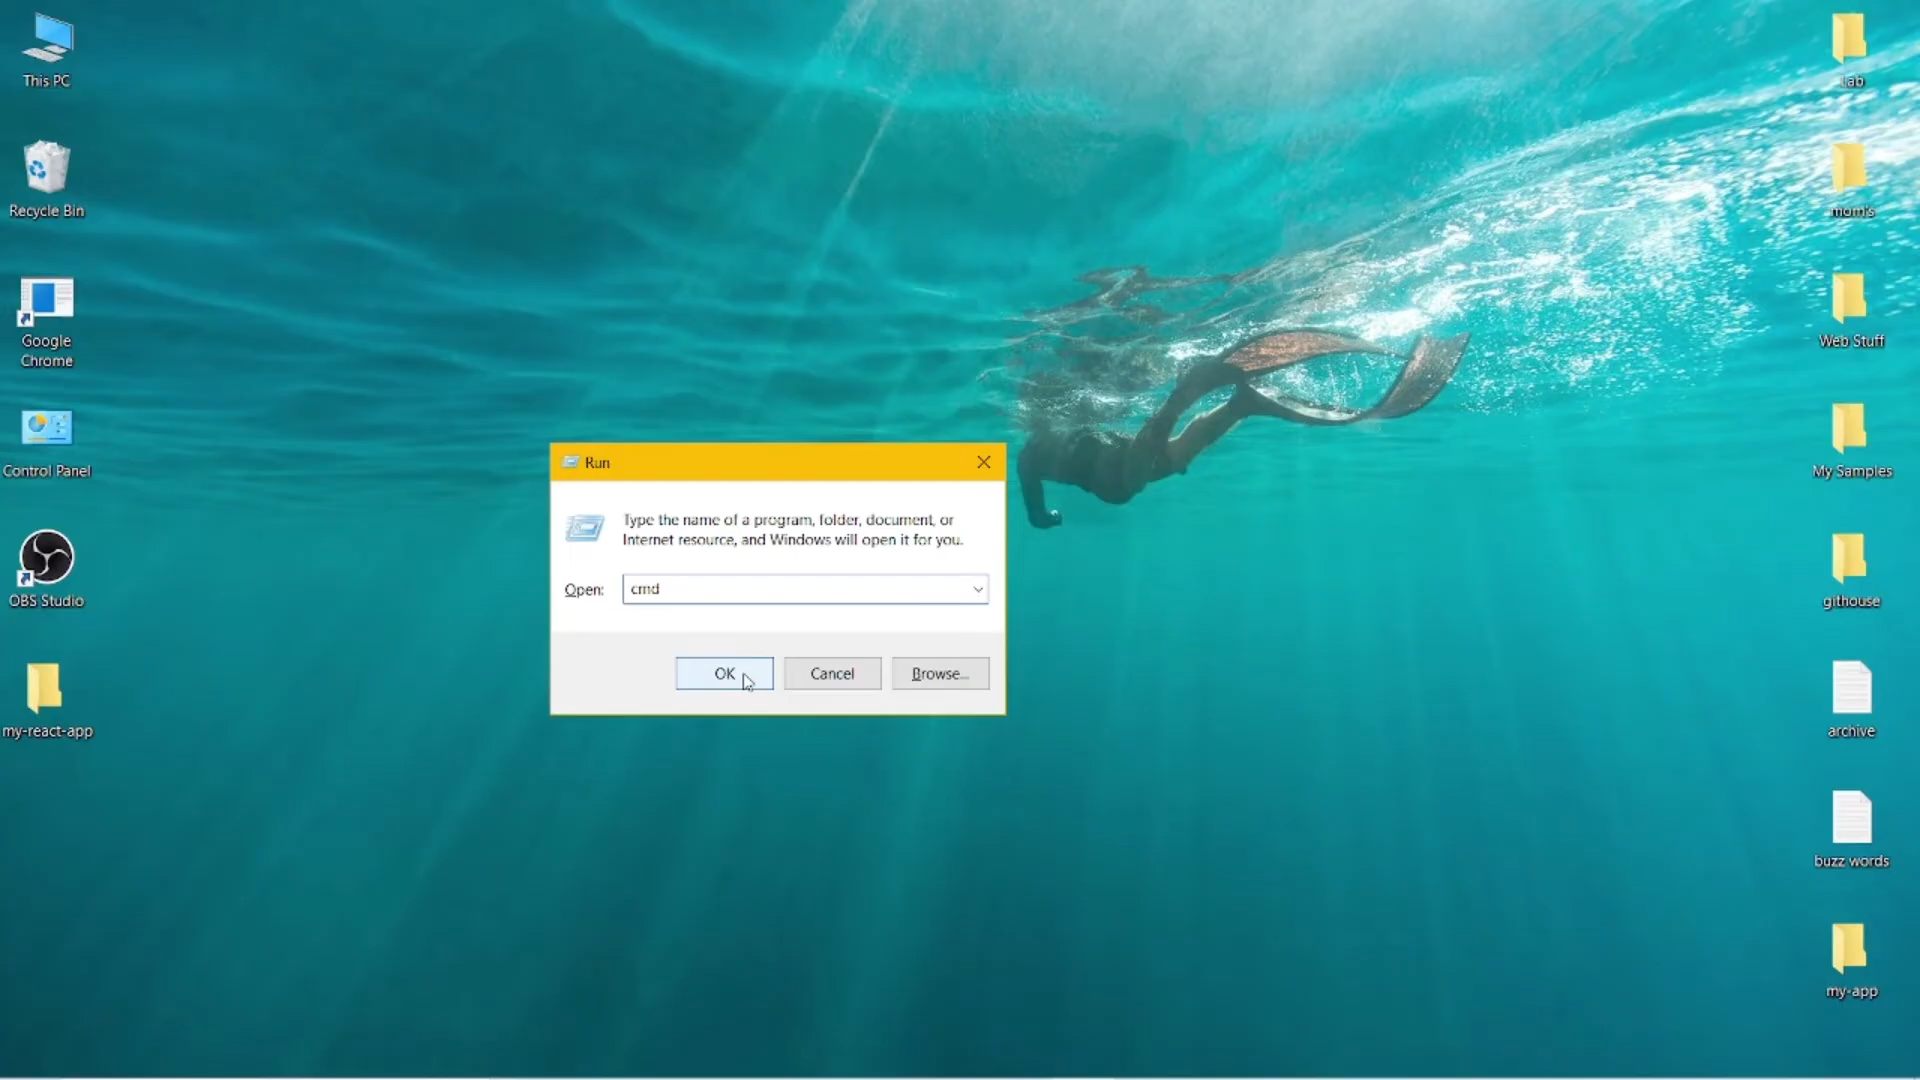 This PC
Recycle Bin
Google
Chrome
Control Panel
OBS Studio
my-react-app
Run
Type the name of a program, folder, document, or
Internet resource, and Windows will open it for you.
Open: cmd
OK Cancel Browse...
Lab
mom's
Web Stuff
My Samples
githouse
archive
buzz words
my-app